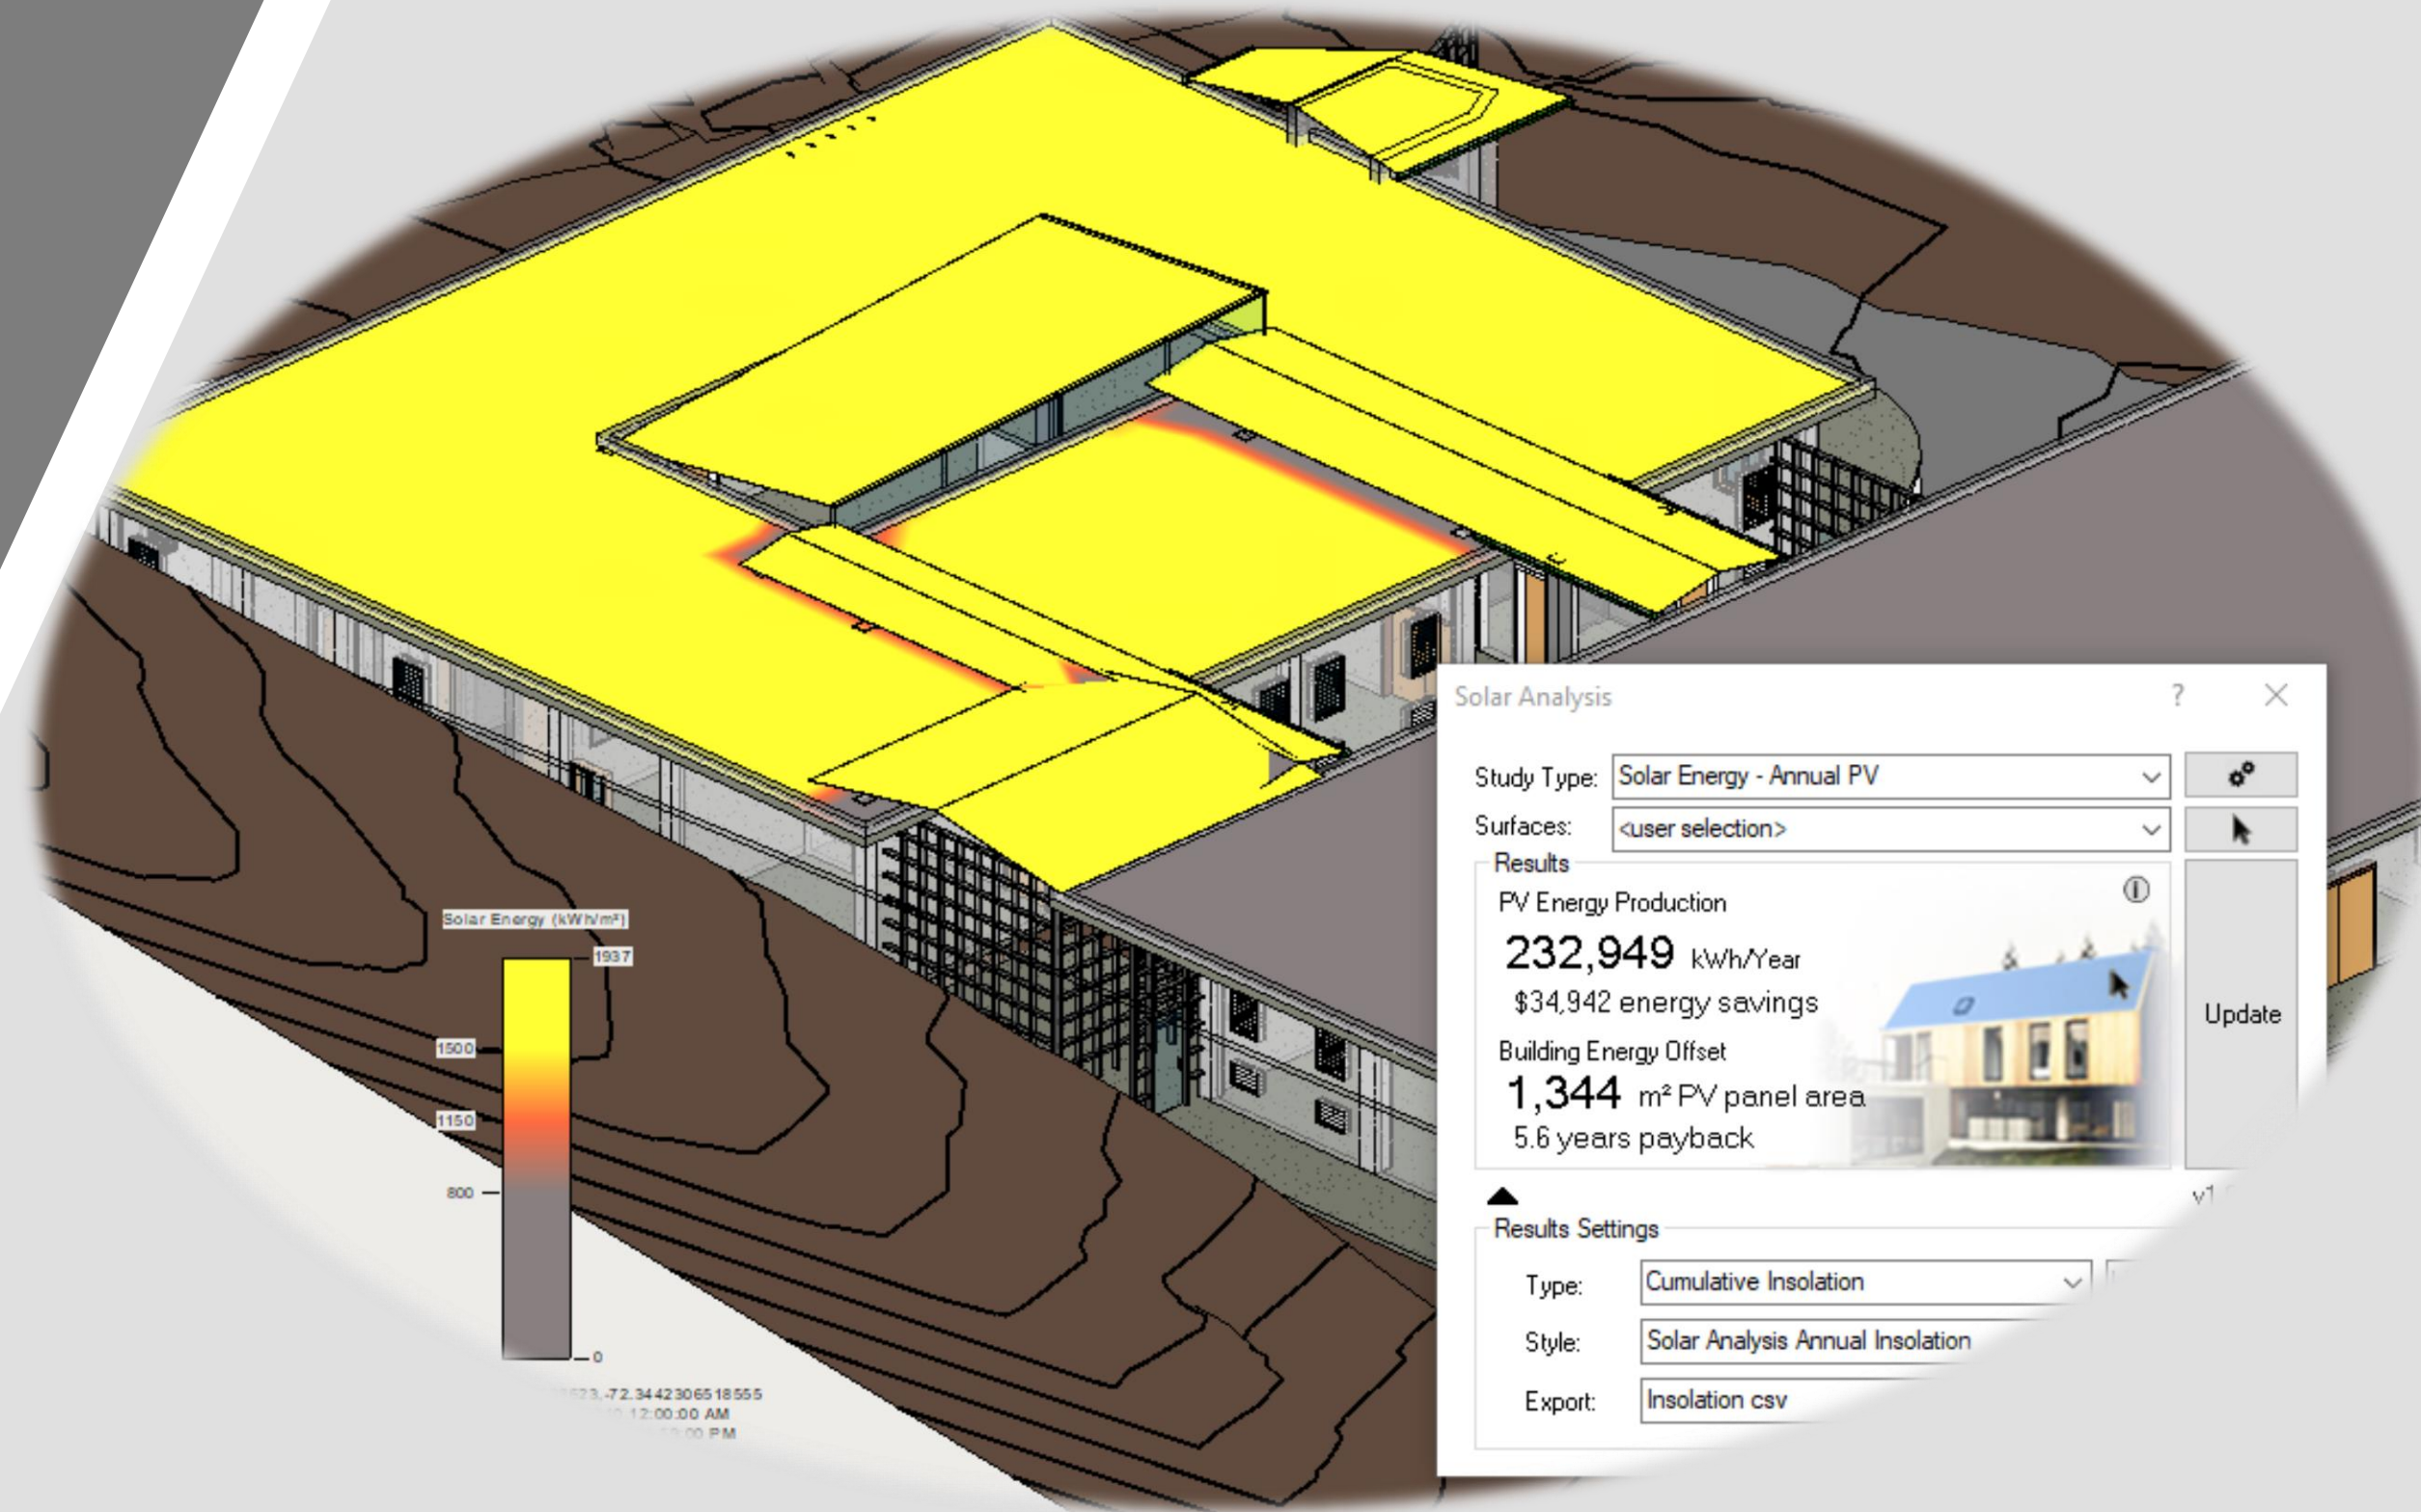 Solar Analysis ?
Study Type: Solar Energy - Annual PV
Surfaces: <user selection>
Results
PV Energy Production
232,949 kWh/Year
$34,942 energy savings
Building Energy Offset
1,344 m² PV panel area
5.6 years payback
Update
Results Settings
Type: Cumulative Insolation
Style: Solar Analysis Annual Insolation
Export: Insolation csv
Solar Energy (kWh/m²)
1937
1500
1150
800
0
-72.3442306518555
12:00:00 AM
PM